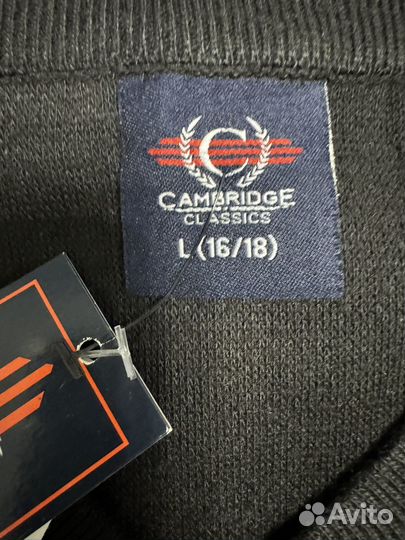 C
CAMBRIDGE
CLASSICS
L (16/18)
Avito